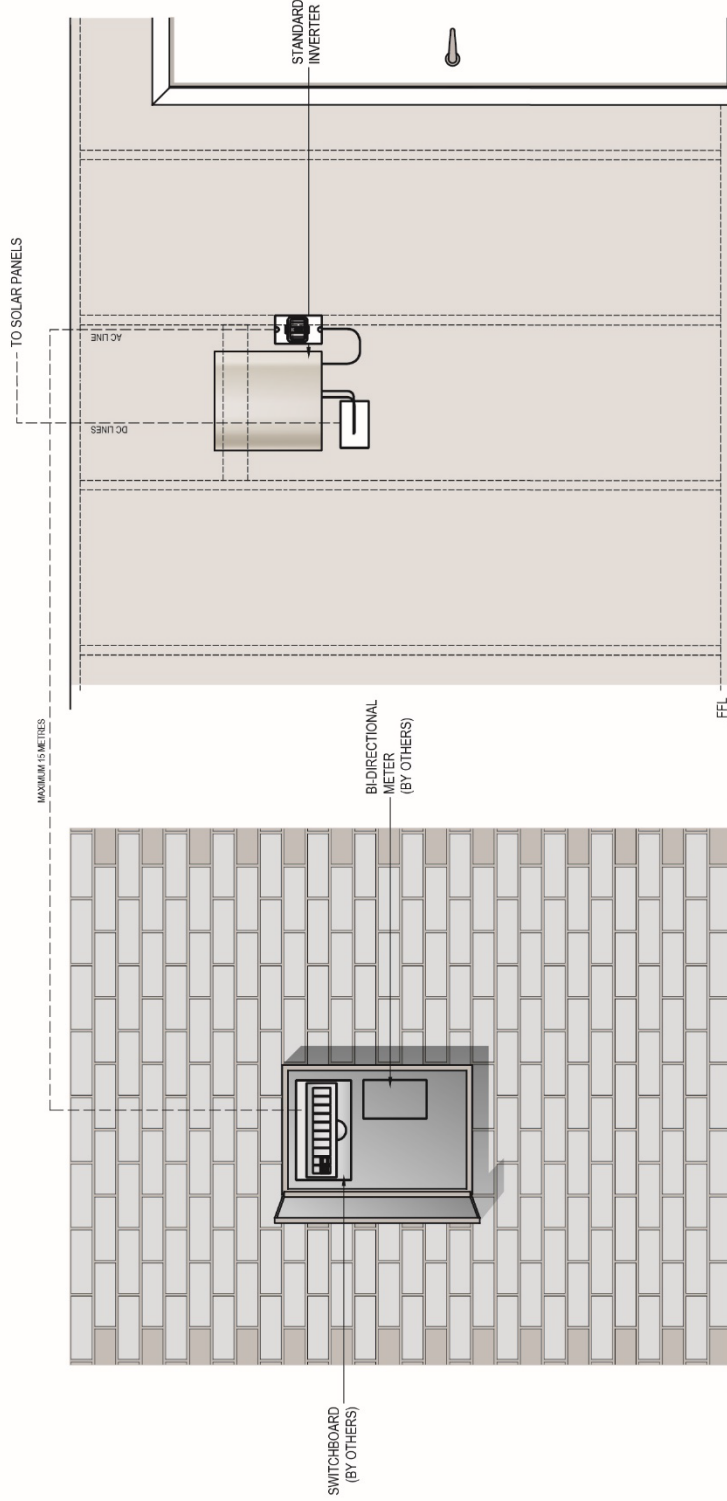 TO SOLAR PANELS
MAXIMUM 15 METRES
AC LINE
DC LINES
STANDARD
INVERTER
BI-DIRECTIONAL
METER
(BY OTHERS)
SWITCHBOARD
(BY OTHERS)
FFL